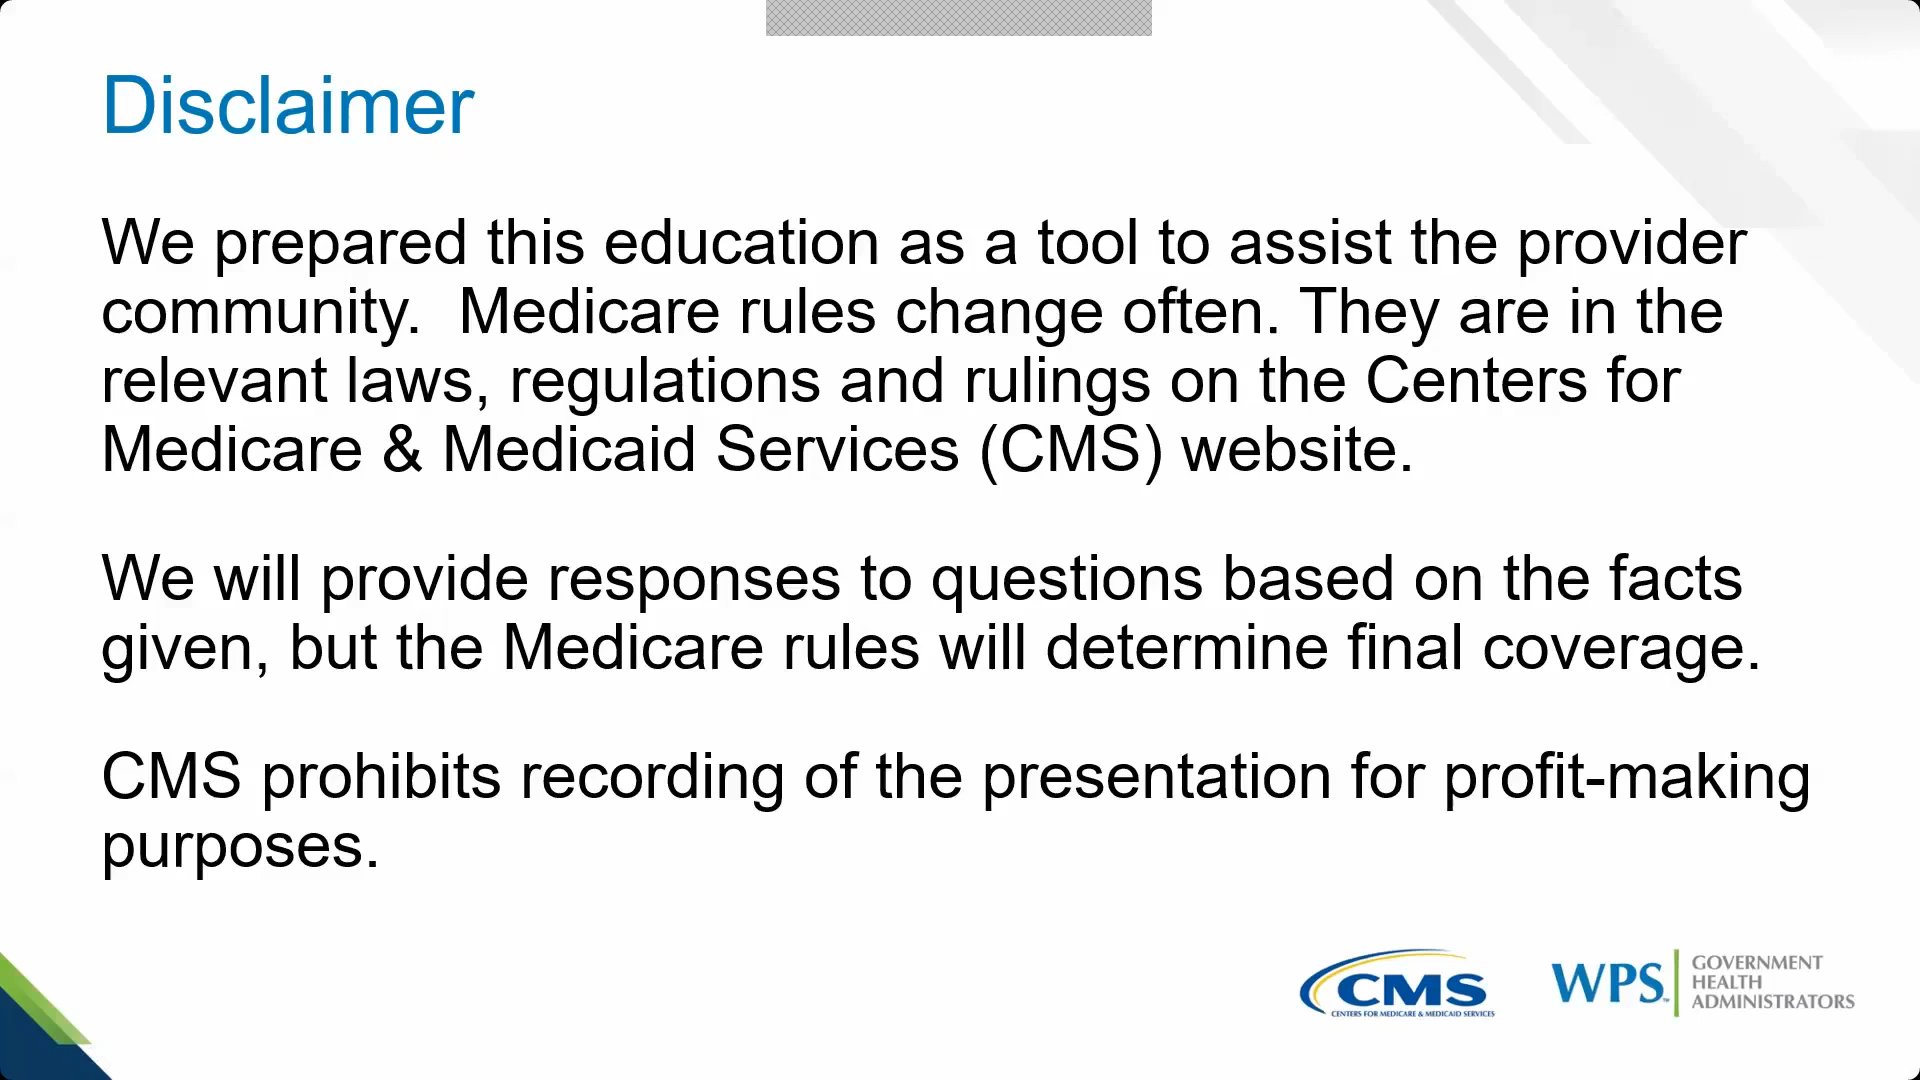 Disclaimer
We prepared this education as a tool to assist the provider
community.  Medicare rules change often. They are in the
relevant laws, regulations and rulings on the Centers for
Medicare & Medicaid Services (CMS) website.
We will provide responses to questions based on the facts
given, but the Medicare rules will determine final coverage.
CMS prohibits recording of the presentation for profit-making
purposes.
CMS
CENTERS FOR MEDICARE & MEDICAID SERVICES
WPS™
GOVERNMENT
HEALTH
ADMINISTRATORS